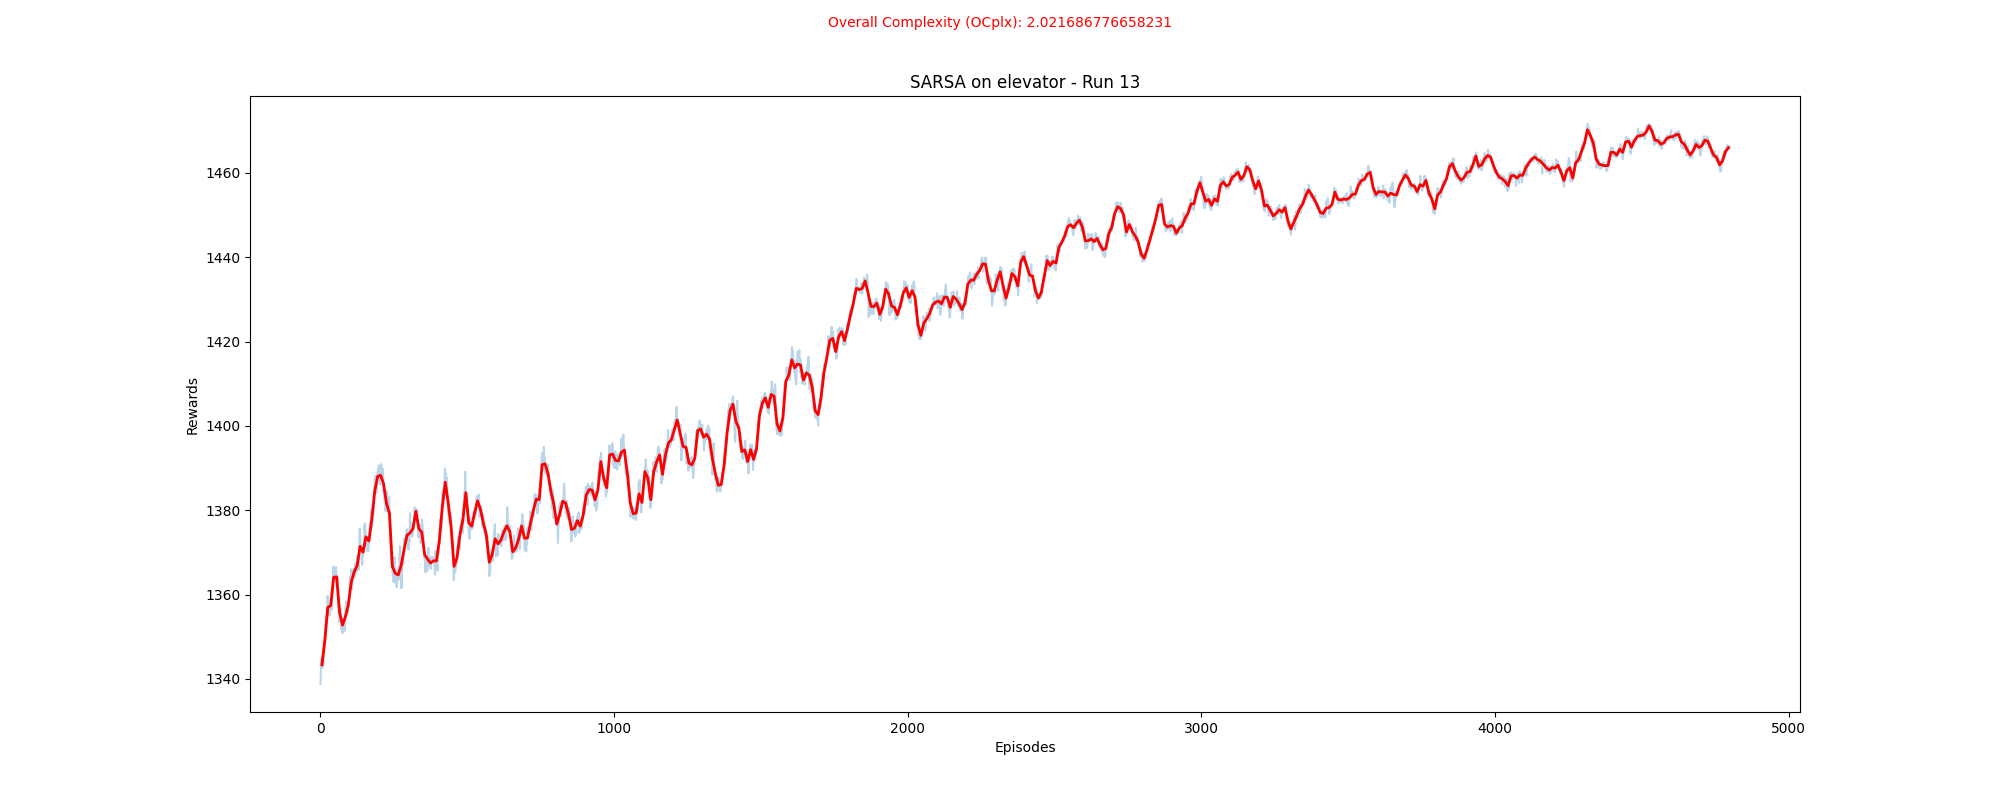 Overall Complexity (OCplx): 2.021686776658231
SARSA on elevator - Run 13
1460
1440
1420
1400
1380
1360
1340
Rewards
0 1000 2000 3000 4000 5000
Episodes